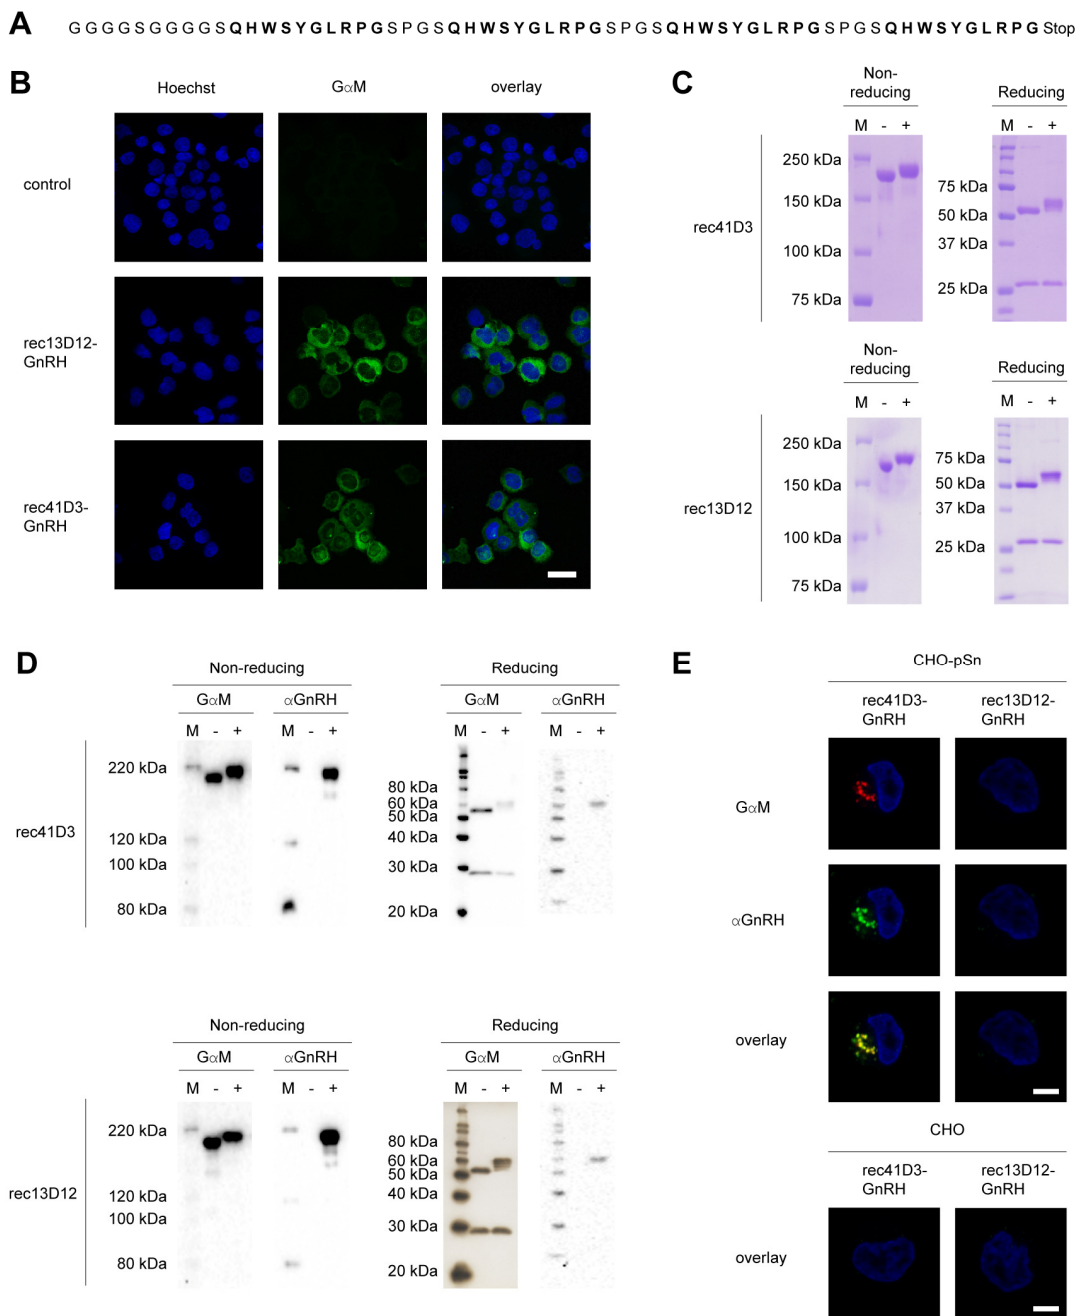 A
G G G G S G G G G S Q H W S Y G L R P G S P G S Q H W S Y G L R P G S P G S Q H W S Y G L R P G S P G S Q H W S Y G L R P G Stop
B
Hoechst GαM overlay
control
rec13D12-
GnRH
rec41D3-
GnRH
C
Non-
reducing
Reducing
M - + M - +
250 kDa
150 kDa
100 kDa
75 kDa
75 kDa
50 kDa
37 kDa
25 kDa
rec41D3
Non-
reducing
Reducing
M - + M - +
250 kDa
150 kDa
100 kDa
75 kDa
75 kDa
50 kDa
37 kDa
25 kDa
rec13D12
D
Non-reducing Reducing
GαM αGnRH GαM αGnRH
M - + M - + M - + M - +
220 kDa
120 kDa
100 kDa
80 kDa
80 kDa
60 kDa
50 kDa
40 kDa
30 kDa
20 kDa
rec41D3
Non-reducing Reducing
GαM αGnRH GαM αGnRH
M - + M - + M - + M - +
220 kDa
120 kDa
100 kDa
80 kDa
80 kDa
60 kDa
50 kDa
40 kDa
30 kDa
20 kDa
rec13D12
E
CHO-pSn
rec41D3-
GnRH
rec13D12-
GnRH
GαM
αGnRH
overlay
CHO
rec41D3-
GnRH
rec13D12-
GnRH
overlay